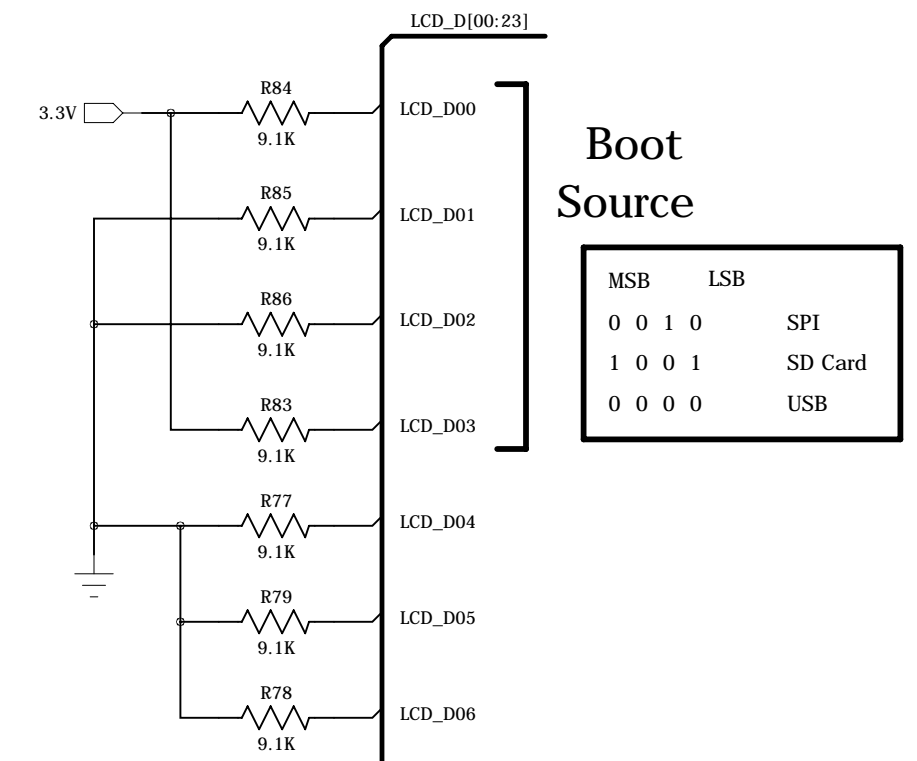 LCD_D[00:23]
R84
3.3V
LCD_D00
9.1K
Boot
Source
R85
LCD_D01
9.1K
MSB LSB
0 0 1 0 SPI
1 0 0 1 SD Card
0 0 0 0 USB
R86
LCD_D02
9.1K
R83
LCD_D03
9.1K
R77
LCD_D04
9.1K
R79
LCD_D05
9.1K
R78
LCD_D06
9.1K